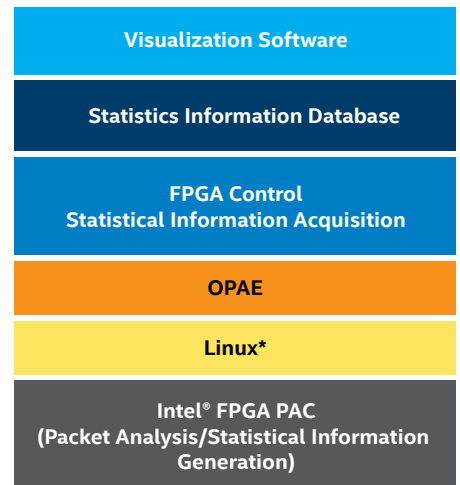 Visualization Software
Statistics Information Database
FPGA Control
Statistical Information Acquisition
OPAE
Linux*
Intel® FPGA PAC
(Packet Analysis/Statistical Information
Generation)